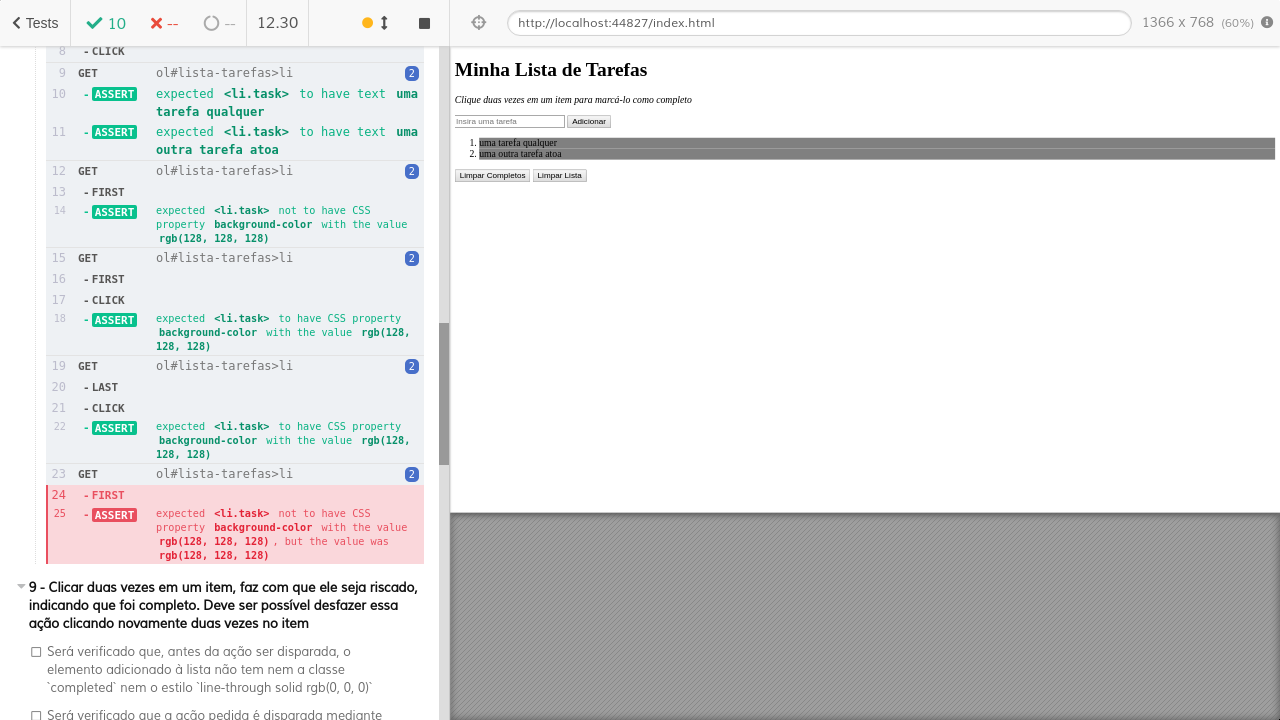 Tests
10
--
--
12.30
http://localhost:44827/index.html
1366 x 768 (60%)
8 - CLICK
9 GET ol#lista-tarefas>li 2
10 - ASSERT expected <li.task> to have text uma
tarefa qualquer
11 - ASSERT expected <li.task> to have text uma
outra tarefa atoa
12 GET ol#lista-tarefas>li 2
13 - FIRST
14 - ASSERT expected <li.task> not to have CSS
property background-color with the value
rgb(128, 128, 128)
15 GET ol#lista-tarefas>li 2
16 - FIRST
17 - CLICK
18 - ASSERT expected <li.task> to have CSS property
background-color with the value rgb(128,
128, 128)
19 GET ol#lista-tarefas>li 2
20 - LAST
21 - CLICK
22 - ASSERT expected <li.task> to have CSS property
background-color with the value rgb(128,
128, 128)
23 GET ol#lista-tarefas>li 2
24 - FIRST
25 - ASSERT expected <li.task> not to have CSS
property background-color with the value
rgb(128, 128, 128), but the value was
rgb(128, 128, 128)
9 - Clicar duas vezes em um item, faz com que ele seja riscado,
indicando que foi completo. Deve ser possível desfazer essa
ação clicando novamente duas vezes no item
Será verificado que, antes da ação ser disparada, o
elemento adicionado à lista não tem nem a classe
`completed` nem o estilo `line-through solid rgb(0, 0, 0)`
Será verificado que a ação pedida é disparada mediante
Minha Lista de Tarefas
Clique duas vezes em um item para marcá-lo como completo
Insira uma tarefa Adicionar
1. uma tarefa qualquer
2. uma outra tarefa atoa
Limpar Completos Limpar Lista